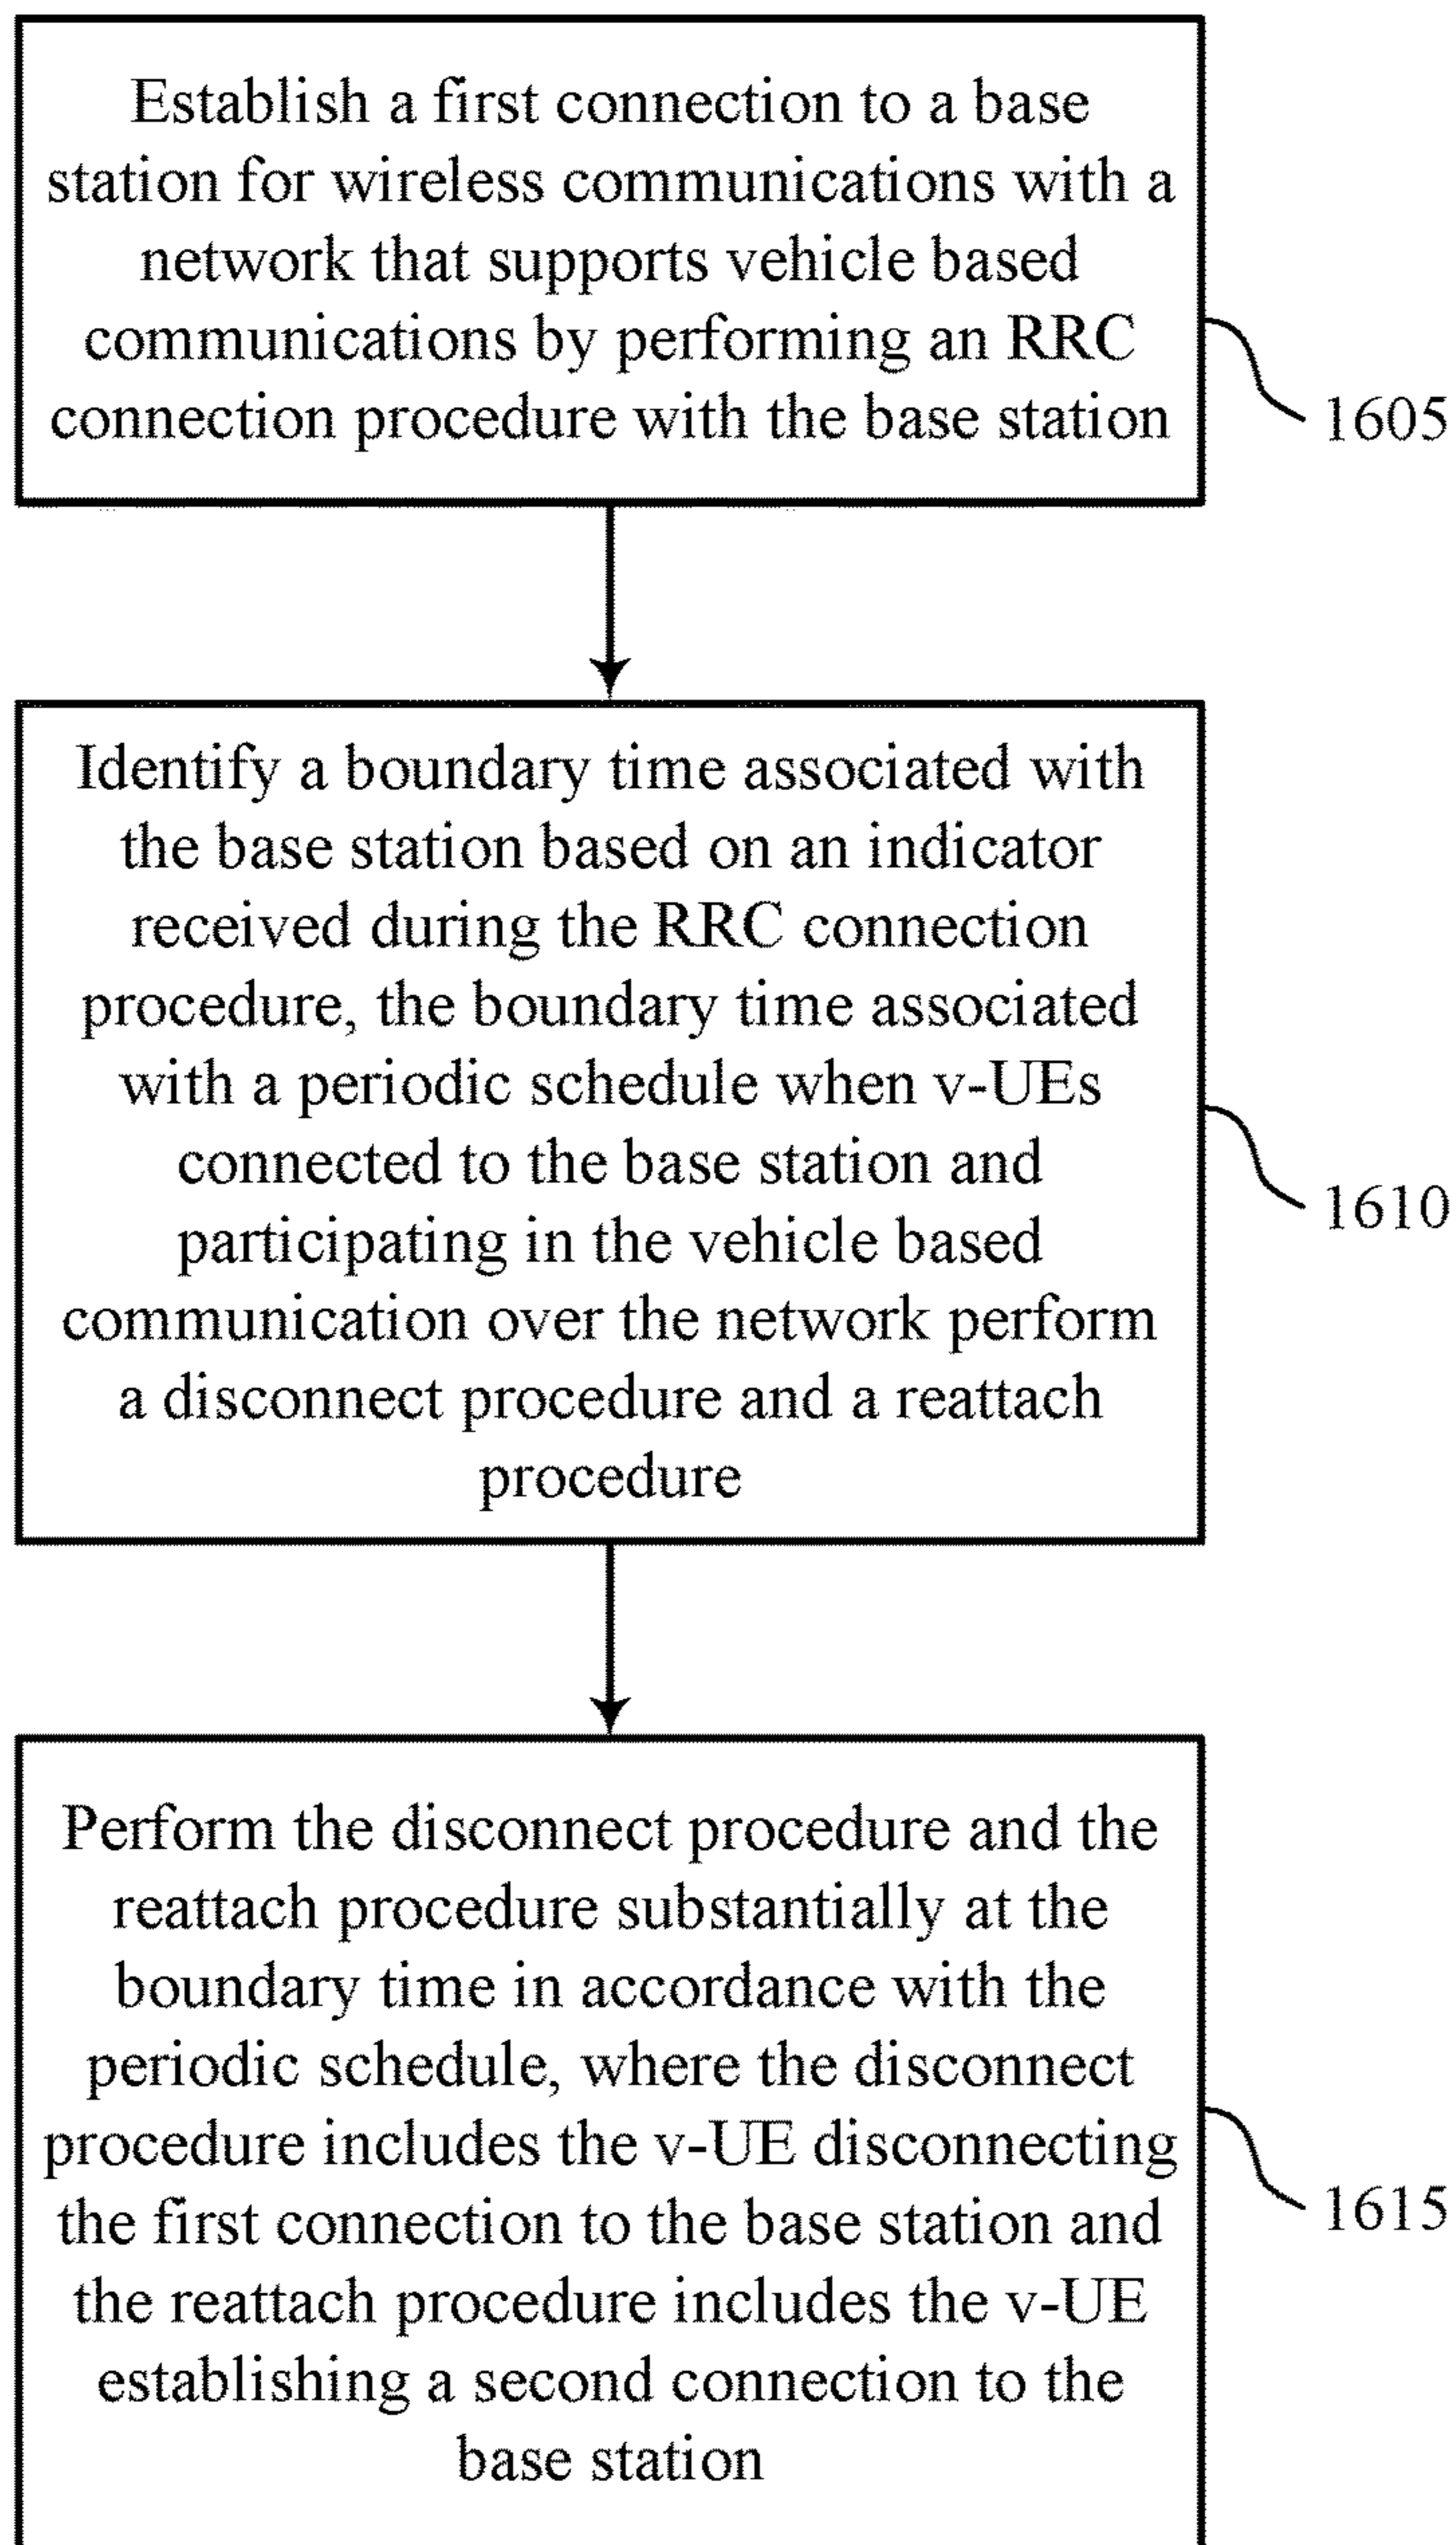 Establish a first connection to a base
station for wireless communications with a
network that supports vehicle based
communications by performing an RRC
connection procedure with the base station
1605
Identify a boundary time associated with
the base station based on an indicator
received during the RRC connection
procedure, the boundary time associated
with a periodic schedule when v-UEs
connected to the base station and
participating in the vehicle based
communication over the network perform
a disconnect procedure and a reattach
procedure
1610
Perform the disconnect procedure and the
reattach procedure substantially at the
boundary time in accordance with the
periodic schedule, where the disconnect
procedure includes the v-UE disconnecting
the first connection to the base station and
the reattach procedure includes the v-UE
establishing a second connection to the
base station
1615